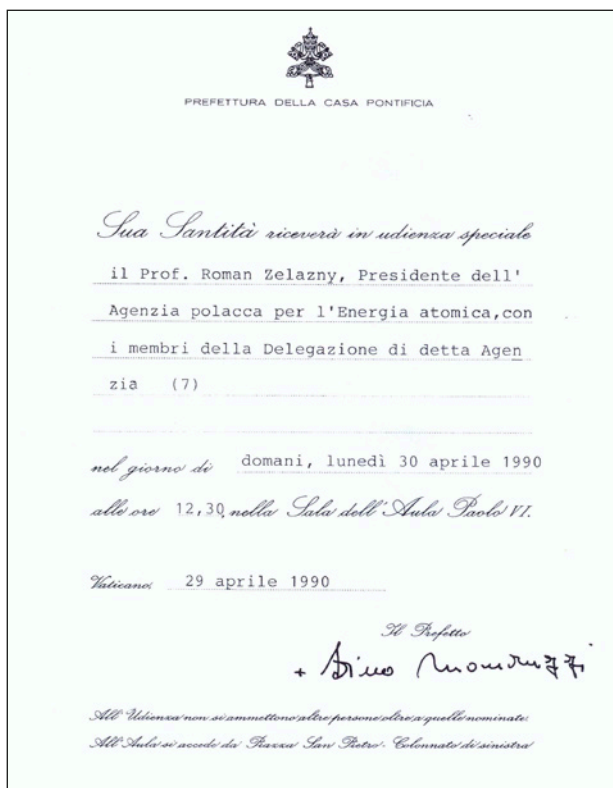 PREFETTURA DELLA CASA PONTIFICIA
Sua Santità riceverà in udienza speciale
il Prof. Roman Zelazny, Presidente dell'
Agenzia polacca per l'Energia atomica,con
i membri della Delegazione di detta Agen
zia (7)
nel giorno di domani, lunedì 30 aprile 1990
alle ore 12,30 nella Sala dell'Aula Paolo VI.
Vaticano, 29 aprile 1990
Il Prefetto
+ Dino Monduzzi
All'Udienza non si ammettono altre persone oltre a quelle nominate.
All'Aula si accede da Piazza San Pietro - Colonnato di sinistra